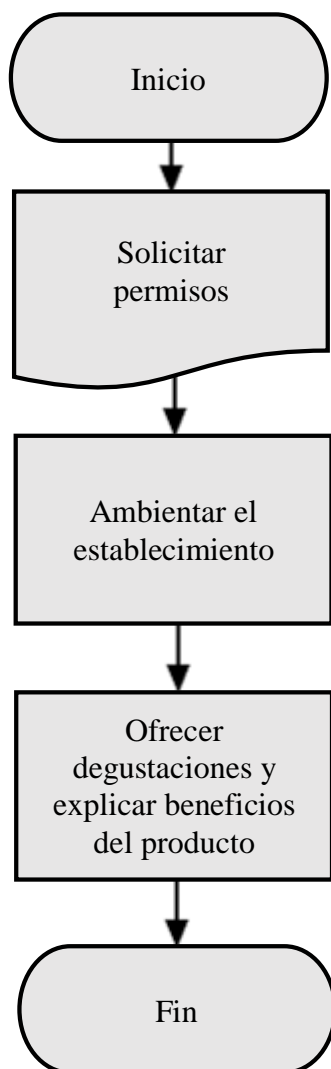 Inicio
Solicitar
permisos
Ambientar el
establecimiento
Ofrecer
degustaciones y
explicar beneficios
del producto
Fin